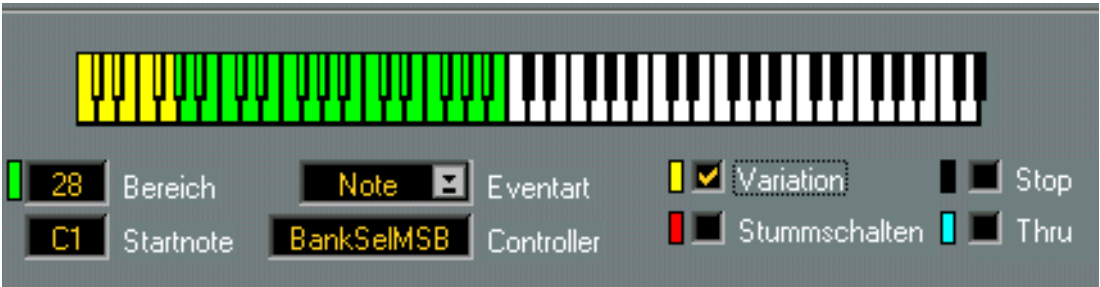 28 Bereich Note Eventart Variation Stop
C1 Startnote BankSelMSB Controller Stummschalten Thru